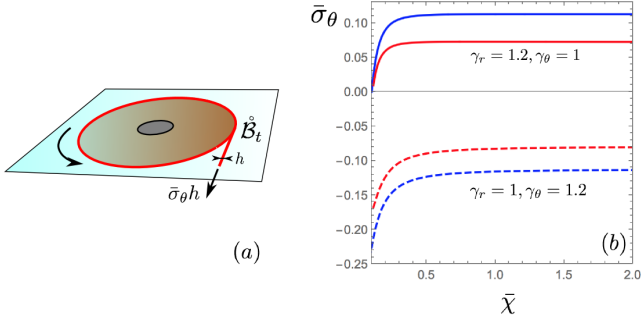 B̊_t
h
σ̄_θ h
(a)
σ̄_θ
0.10
0.05
0.00
−0.05
−0.10
−0.15
−0.20
−0.25
γ_r = 1.2, γ_θ = 1
γ_r = 1, γ_θ = 1.2
(b)
0.5 1.0 1.5 2.0
χ̄